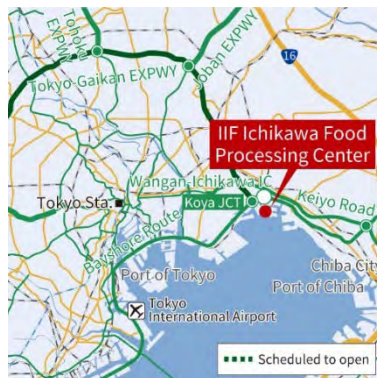 Tohoku
EXPWY
Joban EXPWY
Tokyo-Gaikan EXPWY
16
IIF Ichikawa Food
Processing Center
Wangan-Ichikawa IC
Tokyo Sta.
Koya JCT
Keiyo Road
Bayshore Route
Port of Tokyo
Chiba City
Port of Chiba
Tokyo
International Airport
Scheduled to open